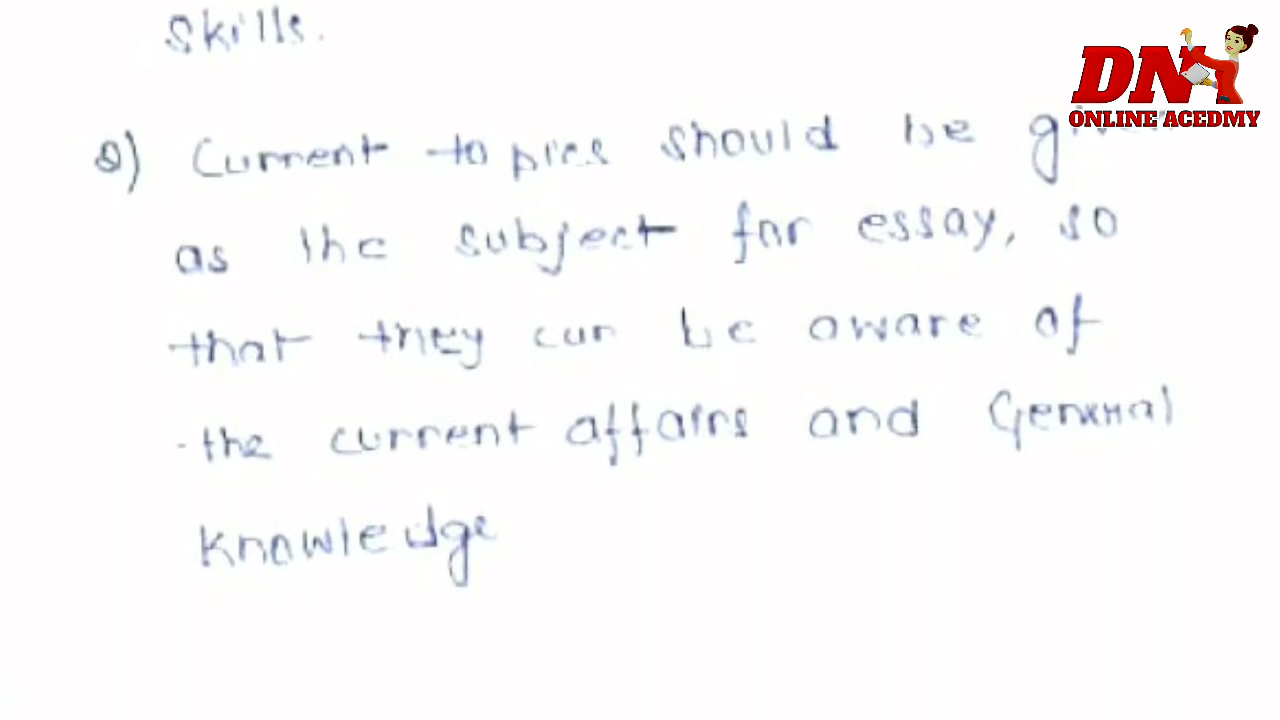 Skills.
DN
ONLINE ACEDMY
Current topics should be
as the subject for essay, so
that they can be aware of
the current affairs and General
knowledge